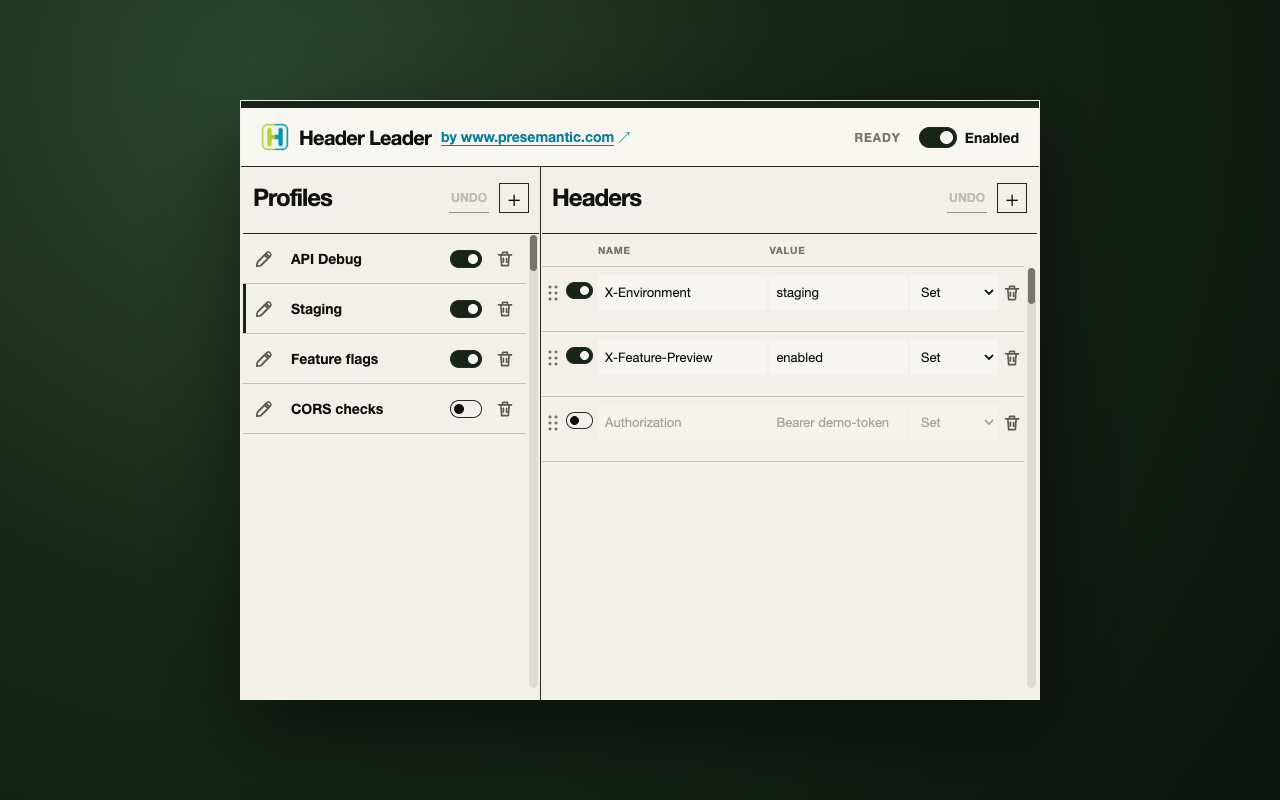 Header Leader by www.presemantic.com ↗ READY Enabled
Profiles UNDO +
API Debug
Staging
Feature flags
CORS checks
Headers UNDO +
NAME VALUE
X-Environment staging Set
X-Feature-Preview enabled Set
Authorization Bearer demo-token Set